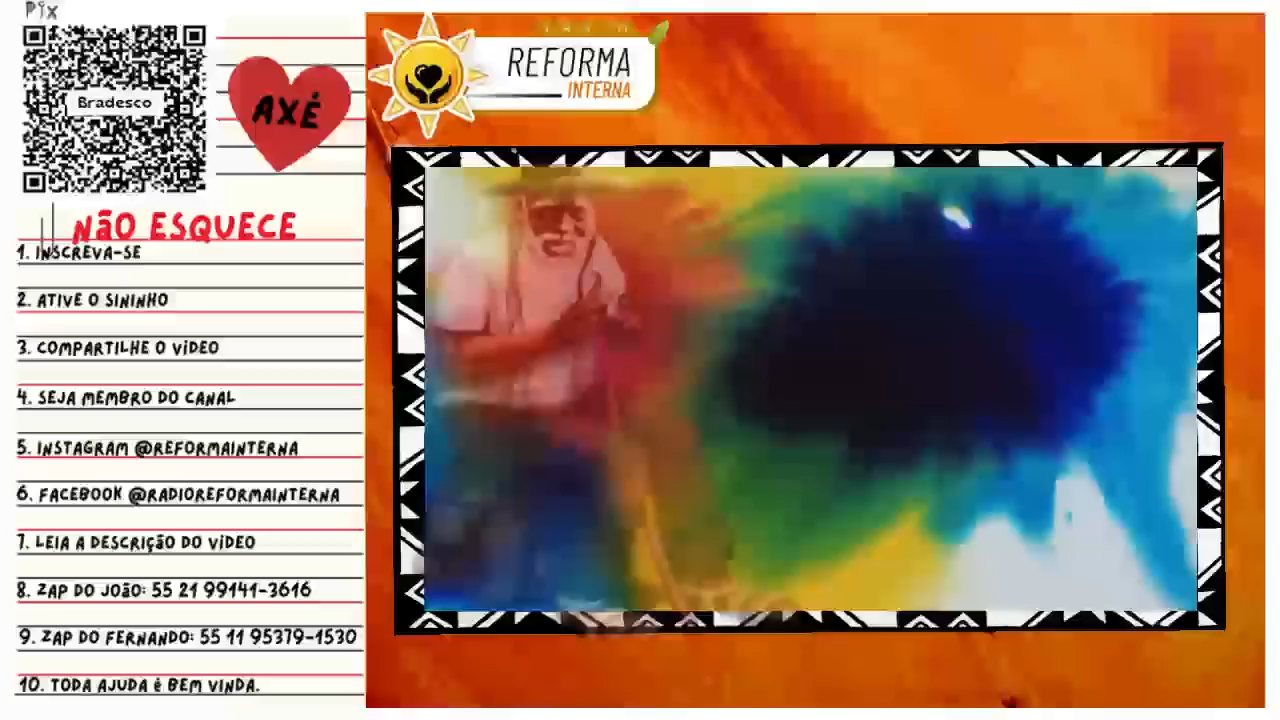 Pix
Bradesco
AXÉ
NÃO ESQUECE
1. INSCREVA-SE
2. ATIVE O SININHO
3. COMPARTILHE O VÍDEO
4. SEJA MEMBRO DO CANAL
5. INSTAGRAM @REFORMAINTERNA
6. FACEBOOK @RADIOREFORMAINTERNA
7. LEIA A DESCRIÇÃO DO VÍDEO
8. ZAP DO JOÃO: 55 21 99141-3616
9. ZAP DO FERNANDO: 55 11 95379-1530
10. TODA AJUDA É BEM VINDA.
REFORMA
INTERNA